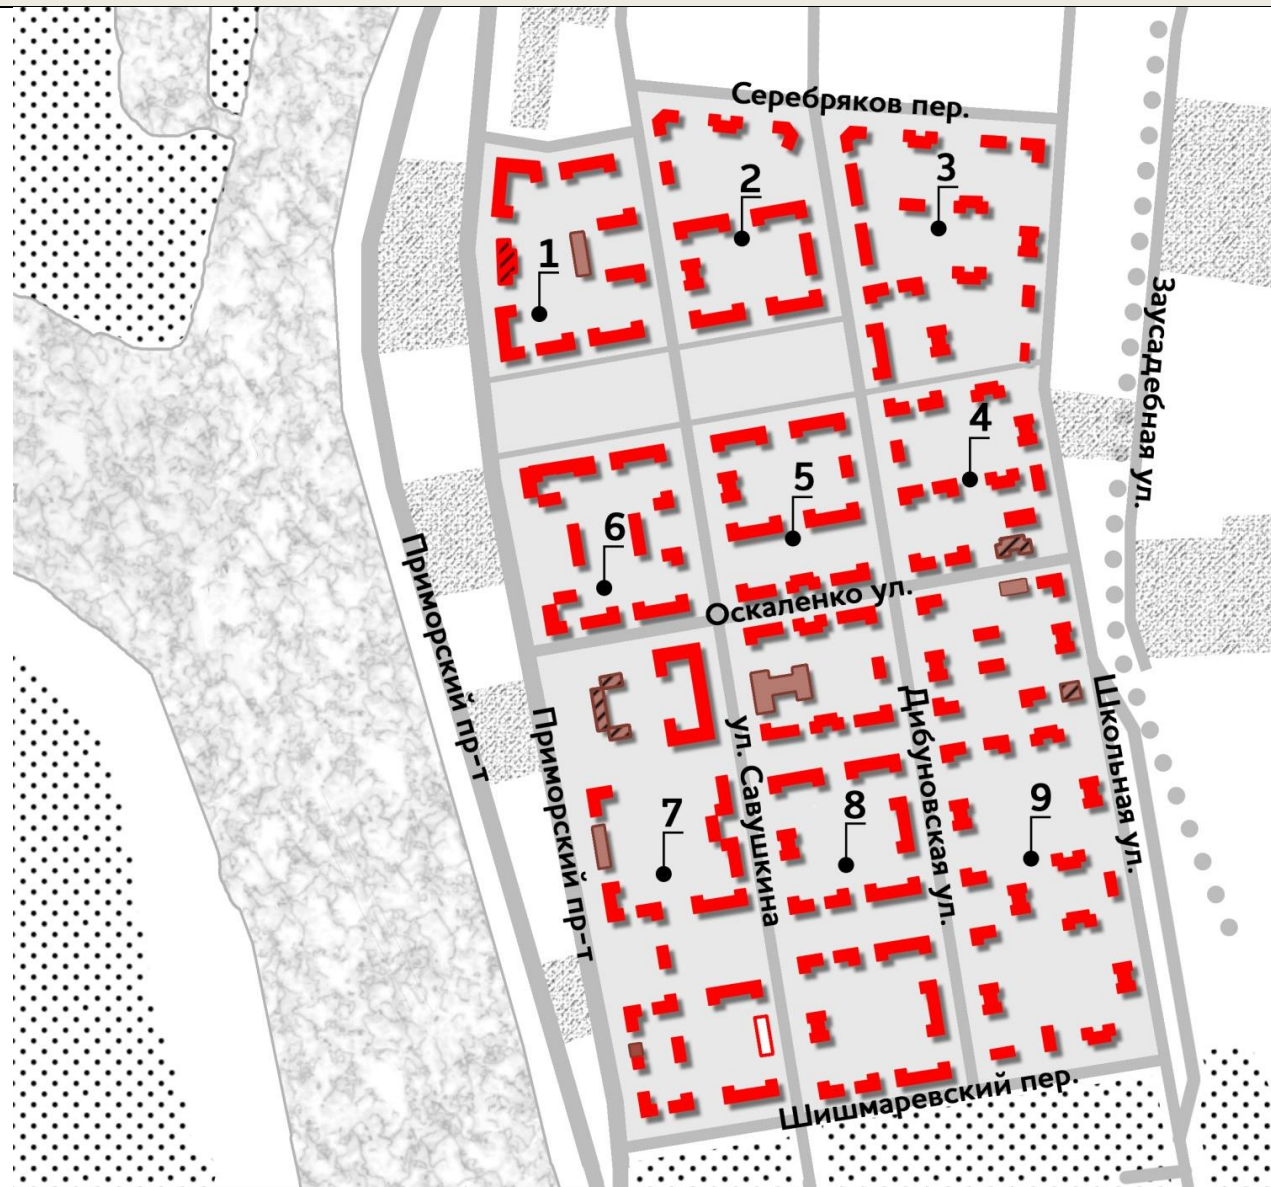 Серебряков пер.
3
2
1
Заусадебная ул.
4
5
6
Оскаленко ул.
Приморский пр-т
Приморский пр-т
ул. Савушкина
Дибуновская ул.
Школьная ул.
7
8
9
Шишмаревский пер.